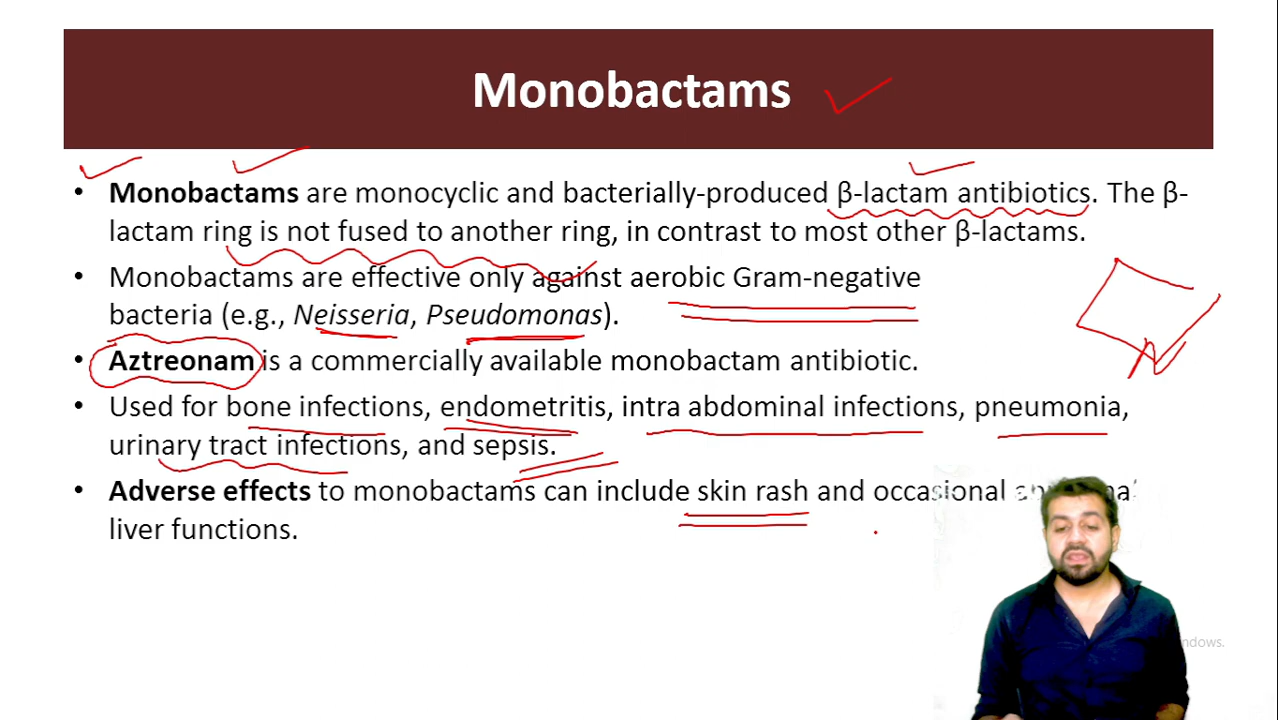 Monobactams
• Monobactams are monocyclic and bacterially-produced β-lactam antibiotics. The β-
lactam ring is not fused to another ring, in contrast to most other β-lactams.
• Monobactams are effective only against aerobic Gram-negative
bacteria (e.g., Neisseria, Pseudomonas).
• Aztreonam is a commercially available monobactam antibiotic.
• Used for bone infections, endometritis, intra abdominal infections, pneumonia,
urinary tract infections, and sepsis.
• Adverse effects to monobactams can include skin rash and occasional
liver functions.
N